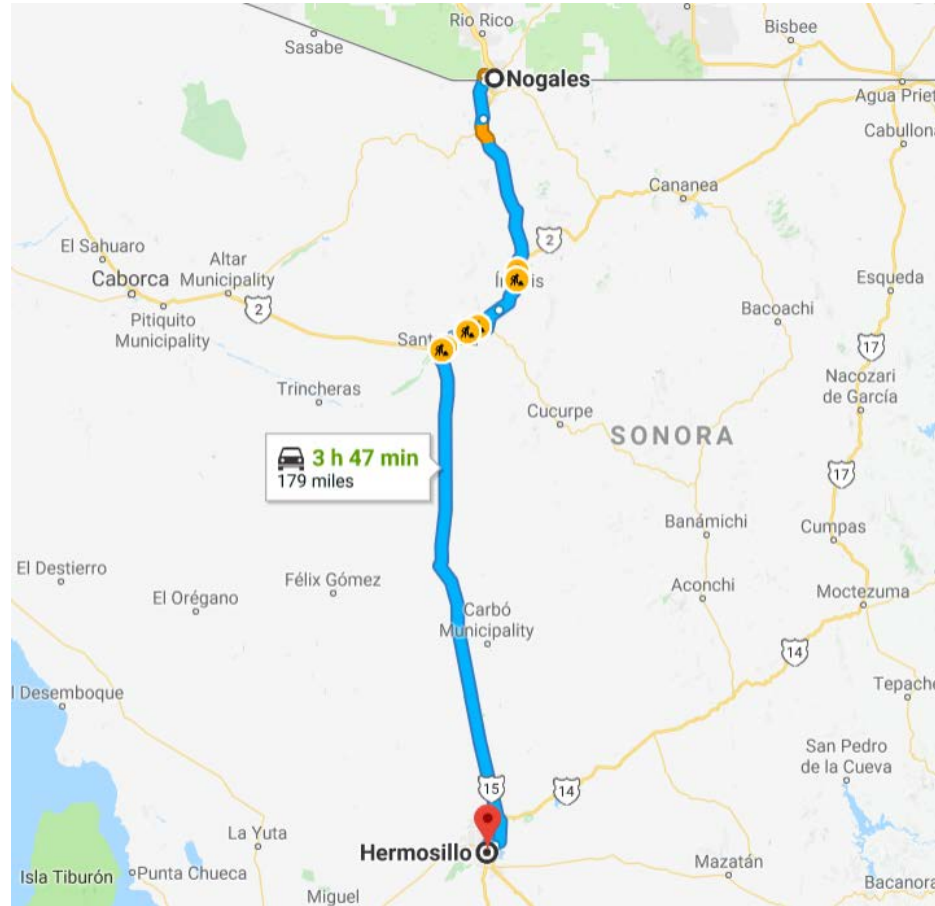 Rio Rico
Sasabe
Bisbee
Nogales
Agua Priet
Cabullona
Cananea
2
El Sahuaro
Altar
Municipality
Caborca
Esqueda
2
Pitiquito
Municipality
Bacoachi
17
Trincheras
Nacozari
de García
Cucurpe
SONORA
3 h 47 min
179 miles
17
Banámichi
Cumpas
El Destierro
Félix Gómez
Aconchi
Moctezuma
El Orégano
Carbó
Municipality
14
l Desemboque
Tepache
San Pedro
de la Cueva
15
14
La Yuta
Hermosillo
Mazatán
Isla Tiburón
Punta Chueca
Bacanora
Miguel